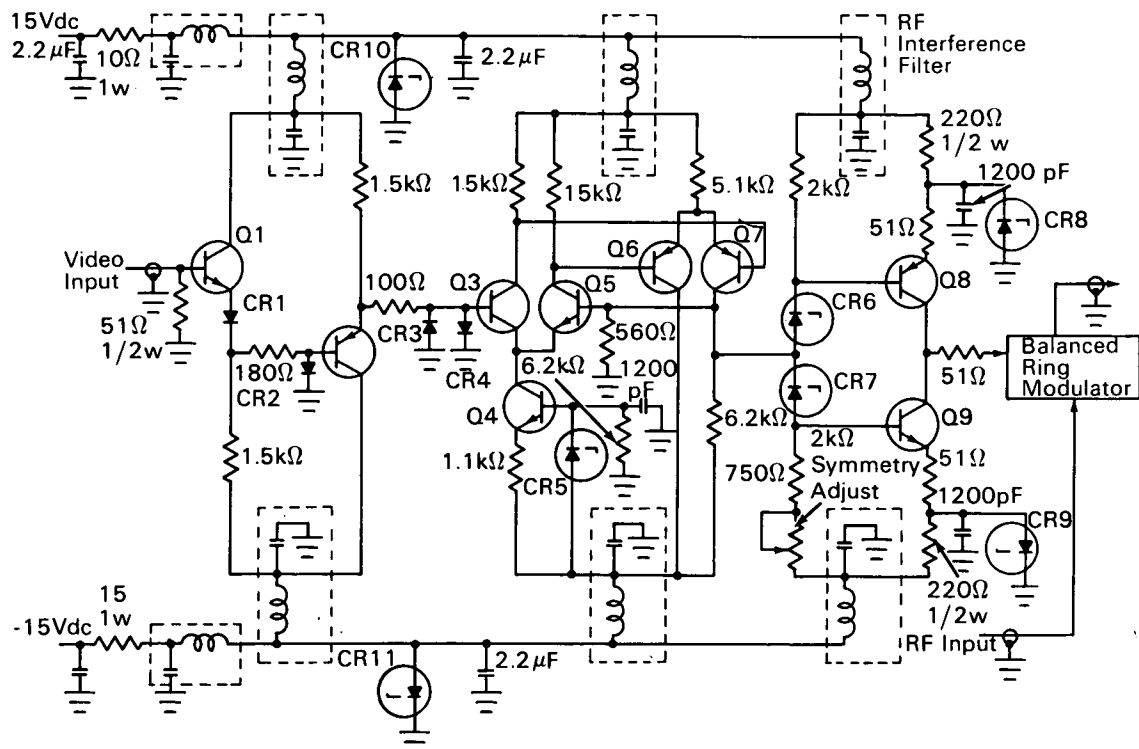 15Vdc
2.2μF
10Ω
1w
CR10
2.2μF
RF
Interference
Filter
220Ω
1/2 w
1200 pF
1.5kΩ
15kΩ
15kΩ
5.1kΩ
2kΩ
51Ω
CR8
Q1
Video
Input
51Ω
1/2w
CR1
100Ω
Q3
CR3
CR4
Q6
Q5
Q7
CR6
Q8
180Ω
CR2
560Ω
6.2kΩ
1200
pF
CR7
51Ω
Balanced
Ring
Modulator
Q4
6.2kΩ
Q9
1.5kΩ
1.1kΩ
CR5
750Ω
2kΩ
Symmetry
Adjust
51Ω
1200pF
CR9
220Ω
1/2w
15
1w
-15Vdc
CR11
2.2μF
RF Input